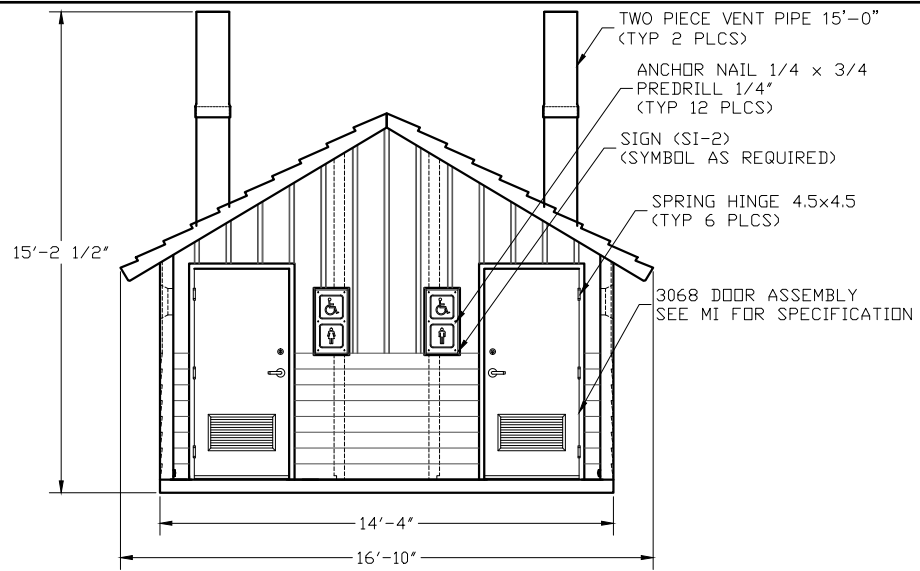 TWO PIECE VENT PIPE 15'-0"
(TYP 2 PLCS)
ANCHOR NAIL 1/4 x 3/4
PREDRILL 1/4"
(TYP 12 PLCS)
SIGN (SI-2)
(SYMBOL AS REQUIRED)
SPRING HINGE 4.5x4.5
(TYP 6 PLCS)
15'-2 1/2"
3068 DOOR ASSEMBLY
SEE MI FOR SPECIFICATION
14'-4"
16'-10"